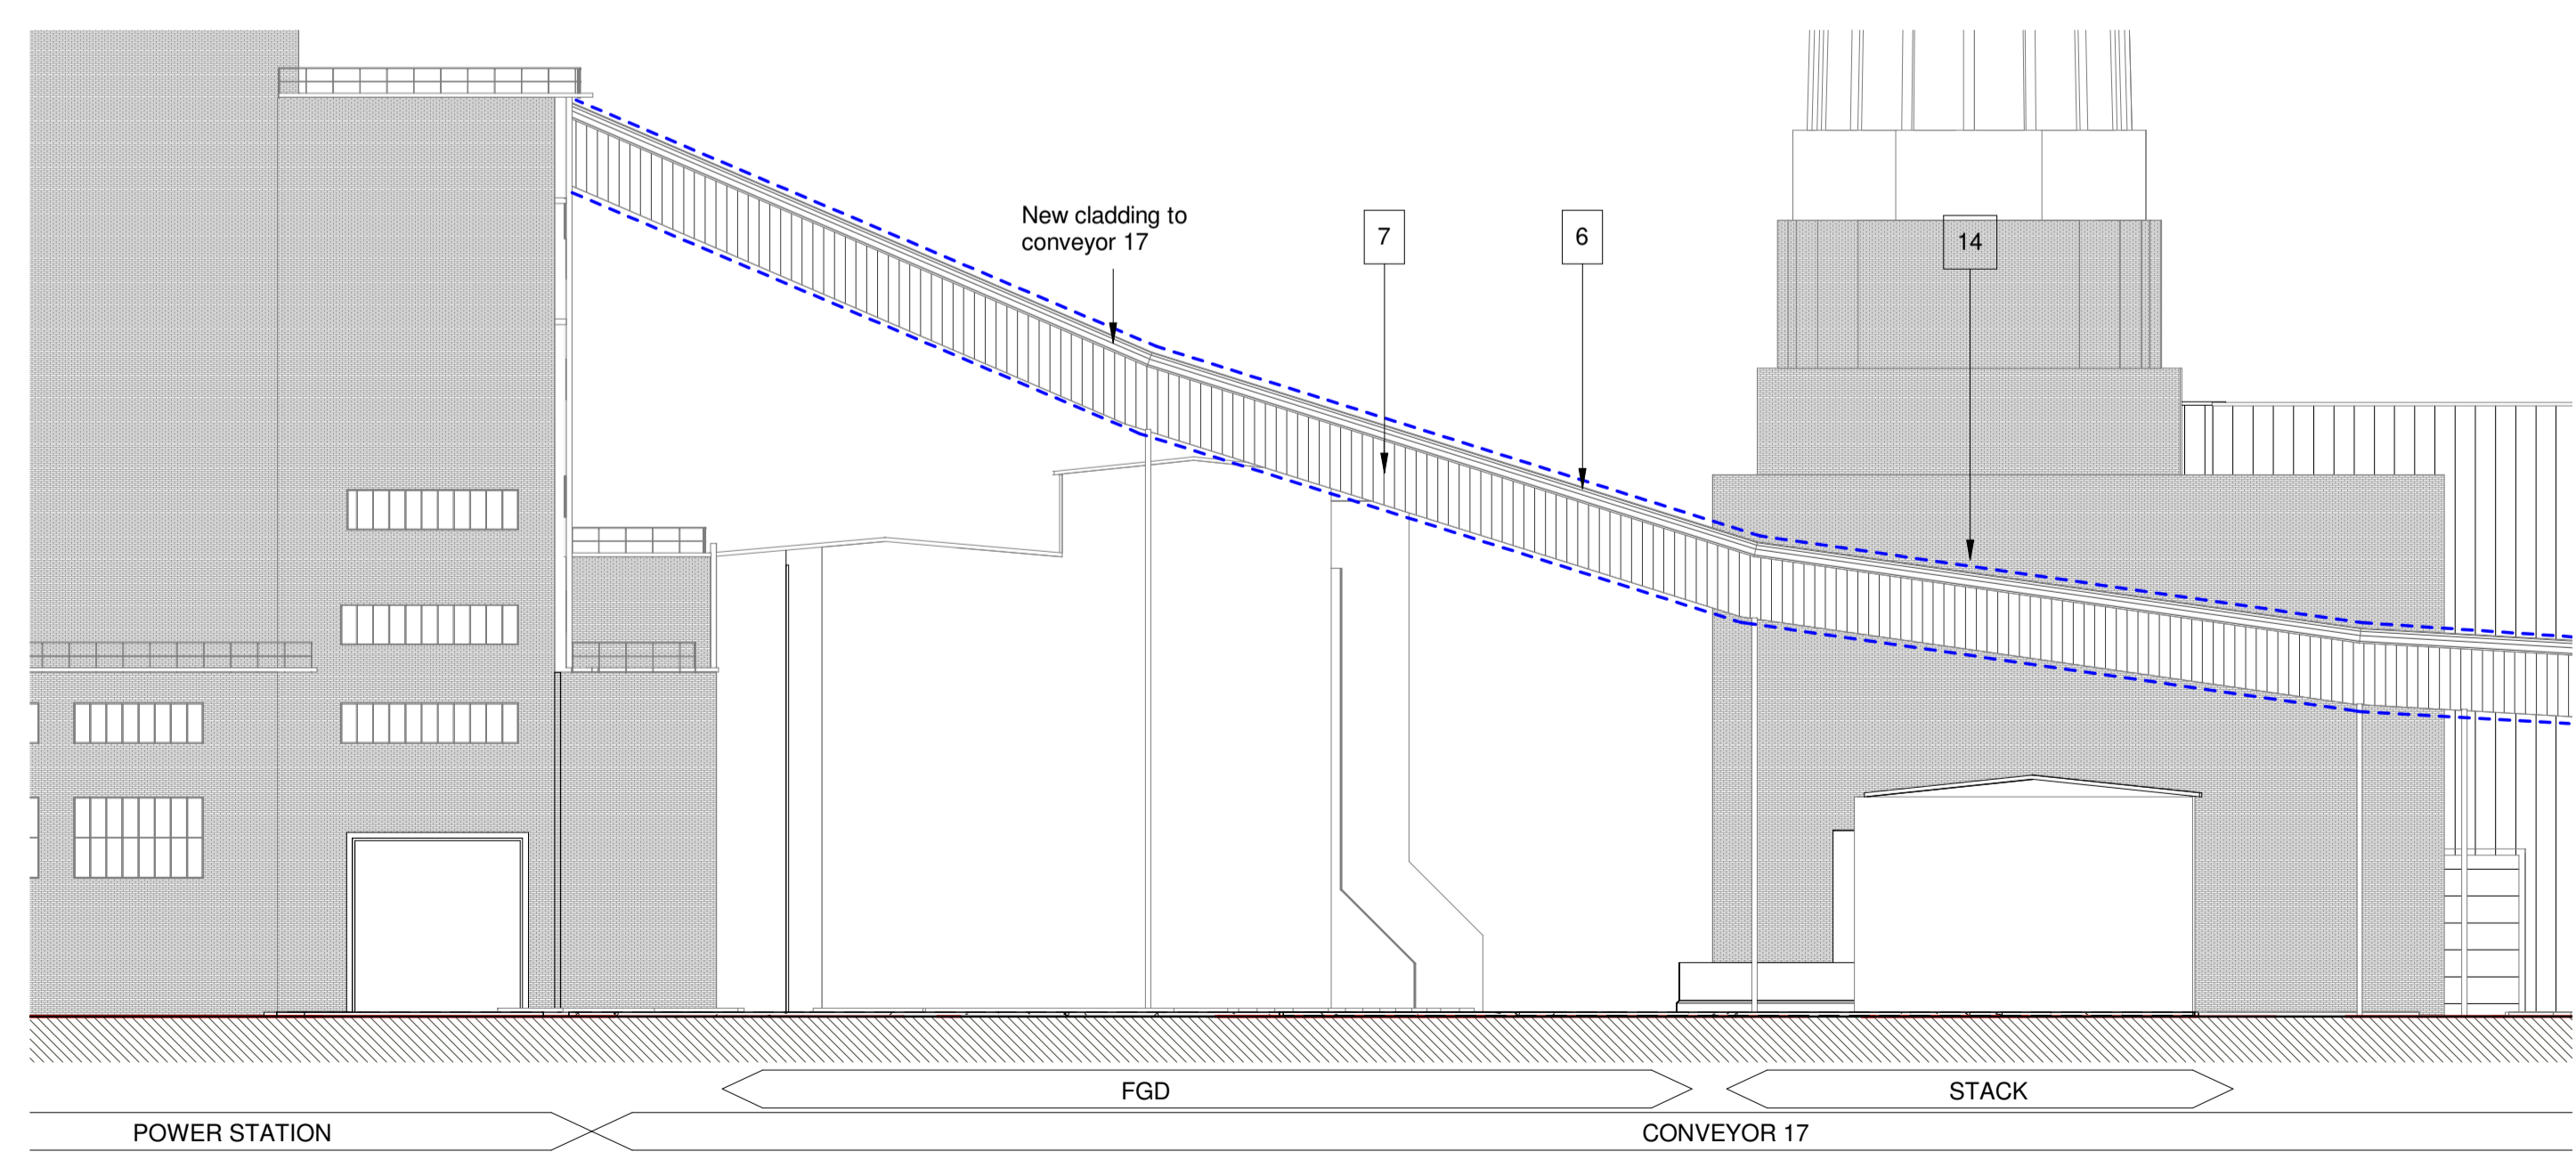 New cladding to
conveyor 17
7
6
14
FGD
STACK
POWER STATION
CONVEYOR 17